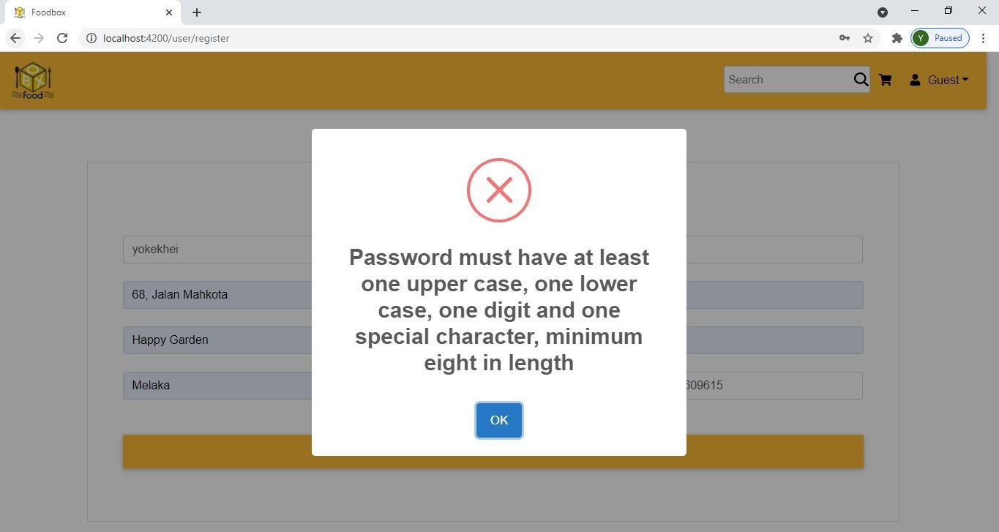 Foodbox
localhost:4200/user/register
Y Paused
BOX
food
Search
Guest
yokekhei
68, Jalan Mahkota
Happy Garden
Melaka
609615
Password must have at least
one upper case, one lower
case, one digit and one
special character, minimum
eight in length
OK